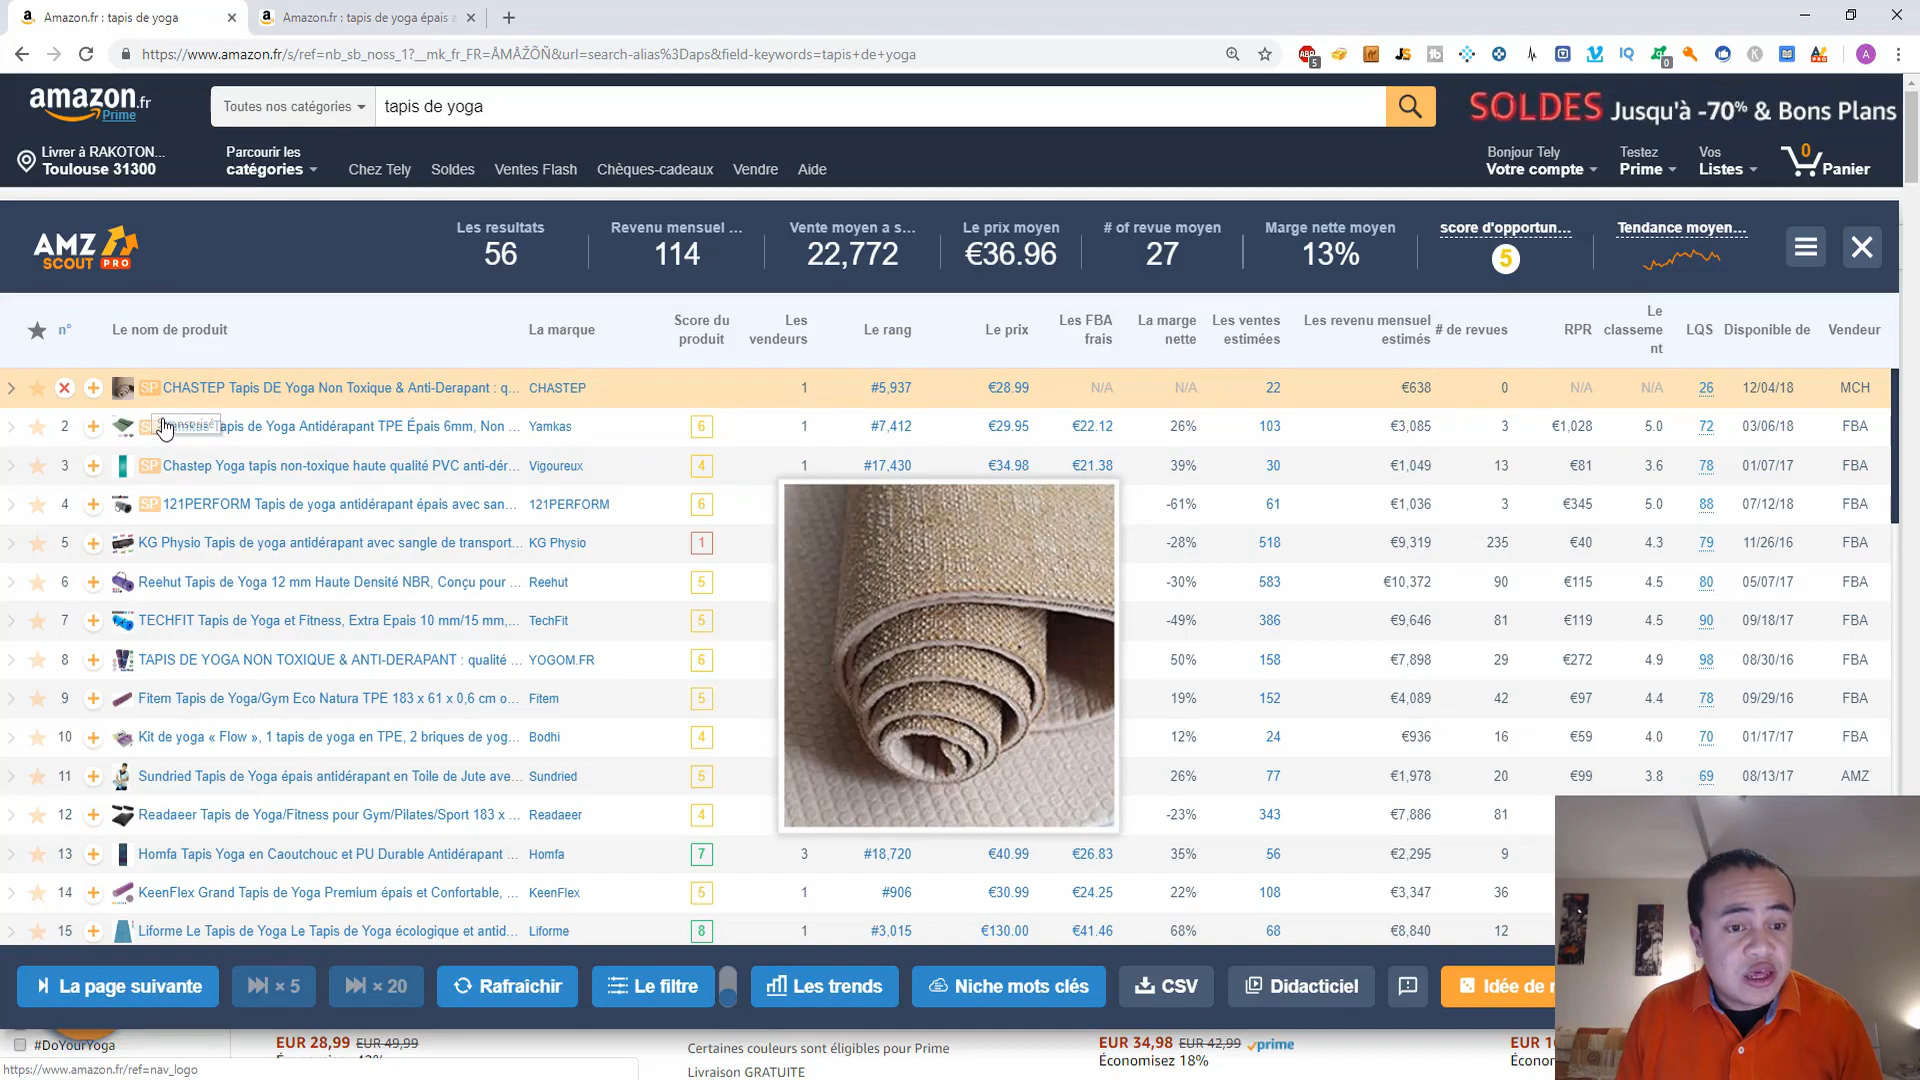 Amazon.fr : tapis de yoga
Amazon.fr : tapis de yoga épais a
https://www.amazon.fr/s/ref=nb_sb_noss_1?__mk_fr_FR=ÅMÅŽÕÑ&url=search-alias%3Daps&field-keywords=tapis+de+yoga
amazon.fr
Prime
Toutes nos catégories
tapis de yoga
SOLDES Jusqu'à -70% & Bons Plans
Livrer à RAKOTON...
Toulouse 31300
Parcourir les
catégories
Chez Tely
Soldes
Ventes Flash
Chèques-cadeaux
Vendre
Aide
Bonjour Tely
Votre compte
Testez
Prime
Vos
Listes
0
Panier
AMZ
SCOUT PRO
Les resultats
56
Revenu mensuel ...
114
Vente moyen a s...
22,772
Le prix moyen
€36.96
# of revue moyen
27
Marge nette moyen
13%
score d'opportun...
5
Tendance moyen...
n° Le nom de produit La marque Score du produit Les vendeurs Le rang Le prix Les FBA frais La marge nette Les ventes estimées Les revenu mensuel estimés # de revues RPR Le classement LQS Disponible de Vendeur
SP CHASTEP Tapis DE Yoga Non Toxique & Anti-Derapant : q... CHASTEP 1 #5,937 €28.99 N/A N/A 22 €638 0 N/A N/A 26 12/04/18 MCH
2 apis de Yoga Antidérapant TPE Épais 6mm, Non ... Yamkas 6 1 #7,412 €29.95 €22.12 26% 103 €3,085 3 €1,028 5.0 72 03/06/18 FBA
3 SP Chastep Yoga tapis non-toxique haute qualité PVC anti-dér... Vigoureux 4 1 #17,430 €34.98 €21.38 39% 30 €1,049 13 €81 3.6 78 01/07/17 FBA
4 SP 121PERFORM Tapis de yoga antidérapant épais avec san... 121PERFORM 6 -61% 61 €1,036 3 €345 5.0 88 07/12/18 FBA
5 KG Physio Tapis de yoga antidérapant avec sangle de transport... KG Physio 1 -28% 518 €9,319 235 €40 4.3 79 11/26/16 FBA
6 Reehut Tapis de Yoga 12 mm Haute Densité NBR, Conçu pour ... Reehut 5 -30% 583 €10,372 90 €115 4.5 80 05/07/17 FBA
7 TECHFIT Tapis de Yoga et Fitness, Extra Epais 10 mm/15 mm,... TechFit 5 -49% 386 €9,646 81 €119 4.5 90 09/18/17 FBA
8 TAPIS DE YOGA NON TOXIQUE & ANTI-DERAPANT : qualité ... YOGOM.FR 6 50% 158 €7,898 29 €272 4.9 98 08/30/16 FBA
9 Fitem Tapis de Yoga/Gym Eco Natura TPE 183 x 61 x 0,6 cm o... Fitem 5 19% 152 €4,089 42 €97 4.4 78 09/29/16 FBA
10 Kit de yoga « Flow », 1 tapis de yoga en TPE, 2 briques de yog... Bodhi 4 12% 24 €936 16 €59 4.0 70 01/17/17 FBA
11 Sundried Tapis de Yoga épais antidérapant en Toile de Jute ave... Sundried 5 26% 77 €1,978 20 €99 3.8 69 08/13/17 AMZ
12 Readaeer Tapis de Yoga/Fitness pour Gym/Pilates/Sport 183 x ... Readaeer 4 -23% 343 €7,886 81
13 Homfa Tapis Yoga en Caoutchouc et PU Durable Antidérapant ... Homfa 7 3 #18,720 €40.99 €26.83 35% 56 €2,295 9
14 KeenFlex Grand Tapis de Yoga Premium épais et Confortable, ... KeenFlex 5 1 #906 €30.99 €24.25 22% 108 €3,347 36
15 Liforme Le Tapis de Yoga Le Tapis de Yoga écologique et antid... Liforme 8 1 #3,015 €130.00 €41.46 68% 68 €8,840 12
La page suivante
× 5
× 20
Rafraîchir
Le filtre
Les trends
Niche mots clés
CSV
Didacticiel
Idée de n
#DoYourYoga
EUR 28,99 EUR 49,99
Certaines couleurs sont éligibles pour Prime
Livraison GRATUITE
EUR 34,98 EUR 42,99 prime
Économisez 18%
https://www.amazon.fr/ref=nav_logo